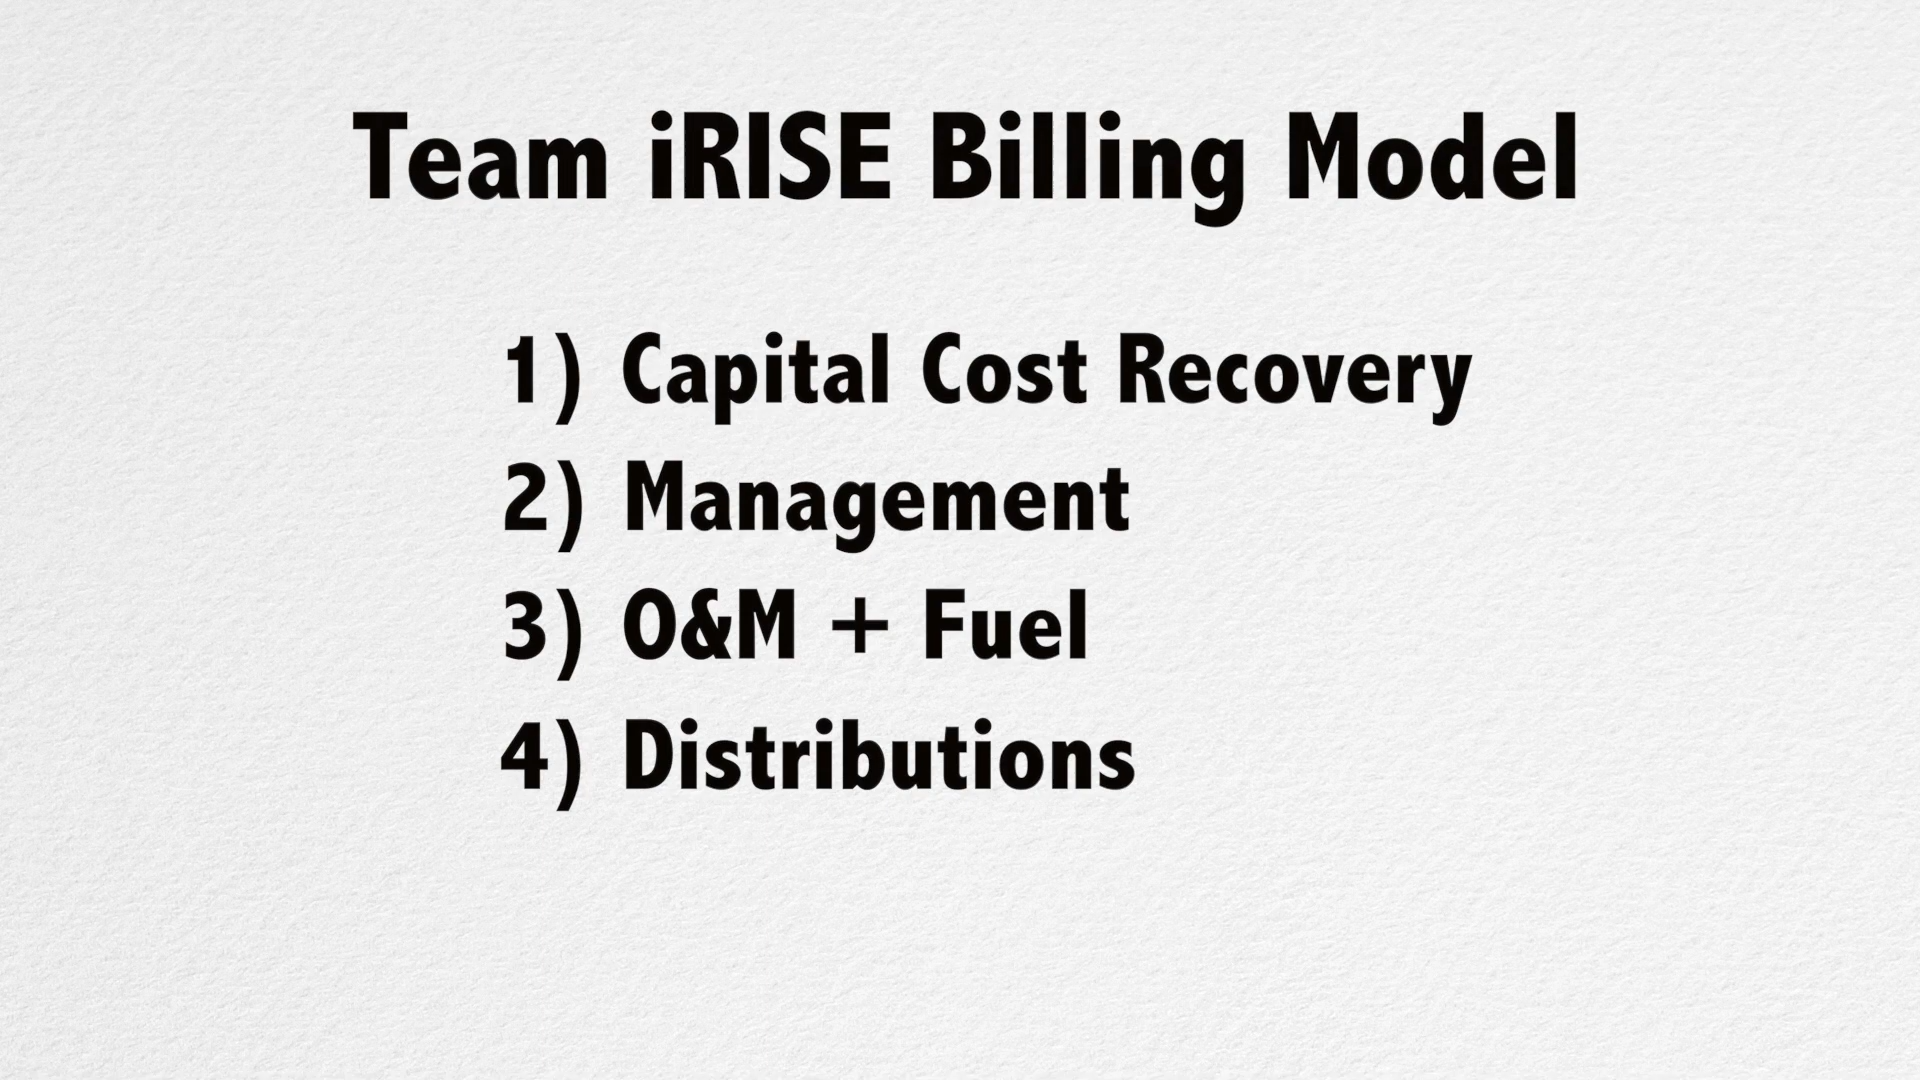 Team iRISE Billing Model
1) Capital Cost Recovery
2) Management
3) O&M + Fuel
4) Distributions